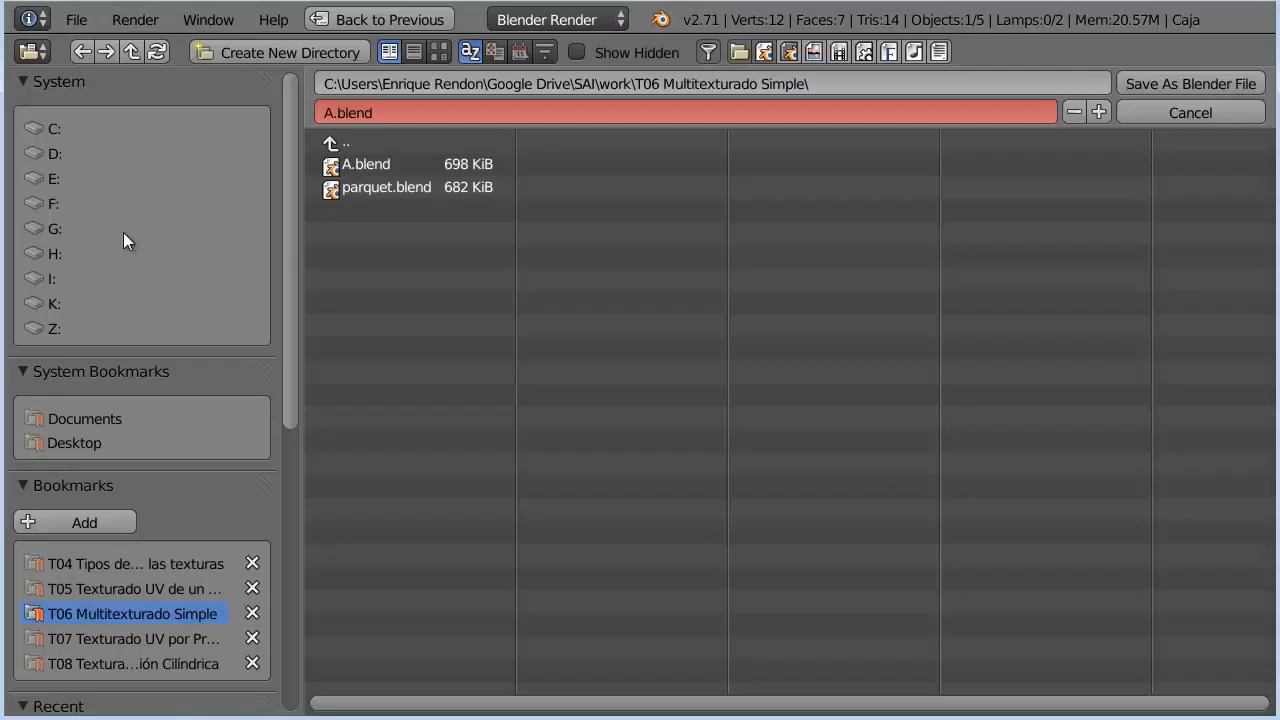 File Render Window Help Back to Previous Blender Render v2.71 | Verts:12 | Faces:7 | Tris:14 | Objects:1/5 | Lamps:0/2 | Mem:20.57M | Caja
Create New Directory Show Hidden
System
C:\Users\Enrique Rendon\Google Drive\SAI\work\T06 Multitexturado Simple\ Save As Blender File
A.blend Cancel
..
A.blend 698 KiB
parquet.blend 682 KiB
C:
D:
E:
F:
G:
H:
I:
K:
Z:
System Bookmarks
Documents
Desktop
Bookmarks
Add
T04 Tipos de... las texturas
T05 Texturado UV de un ...
T06 Multitexturado Simple
T07 Texturado UV por Pr...
T08 Textura...ión Cilíndrica
Recent